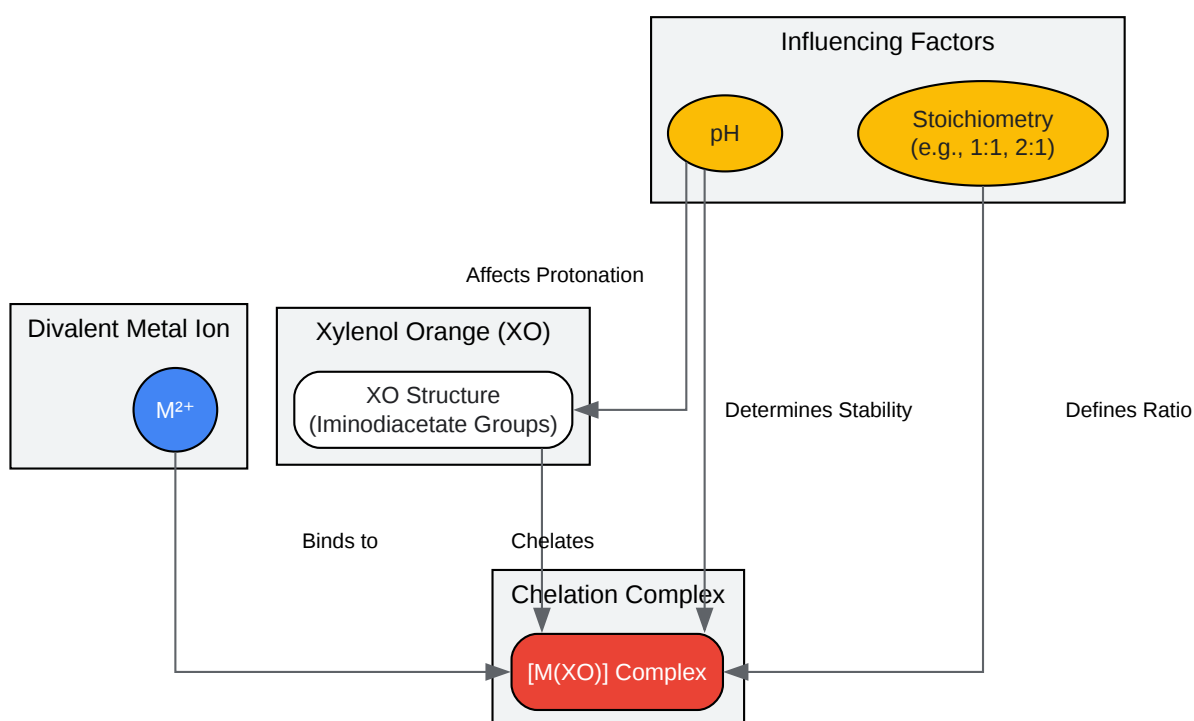 Influencing Factors
pH
Stoichiometry
(e.g., 1:1, 2:1)
Affects Protonation
Divalent Metal Ion
M²⁺
Xylenol Orange (XO)
XO Structure
(Iminodiacetate Groups)
Determines Stability
Defines Ratio
Binds to
Chelates
Chelation Complex
[M(XO)] Complex